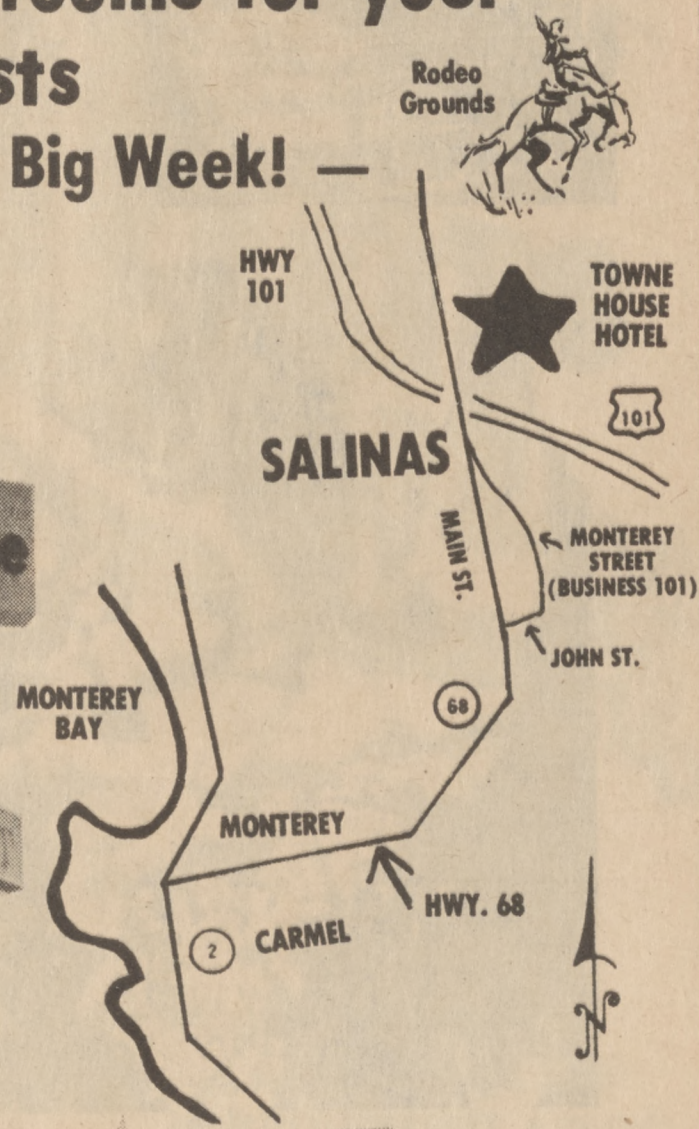 sts
Big Week! —
Rodeo
Grounds
HWY
101
TOWNE
HOUSE
HOTEL
101
SALINAS
MAIN ST.
MONTEREY
STREET
(BUSINESS 101)
JOHN ST.
MONTEREY
BAY
68
MONTEREY
HWY. 68
2
CARMEL
N